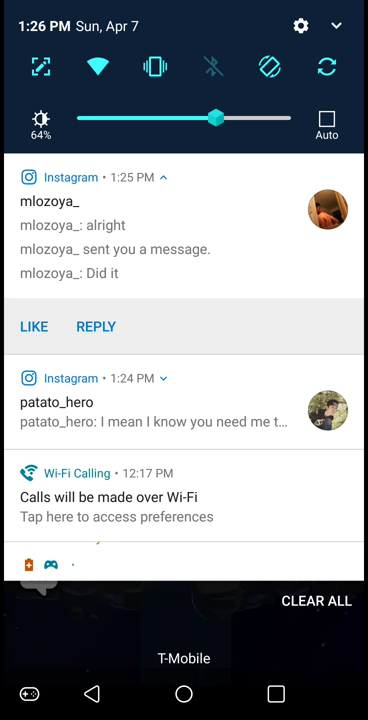 1:26 PM Sun, Apr 7
64%
Auto
Instagram • 1:25 PM
mlozoya_
mlozoya_: alright
mlozoya_ sent you a message.
mlozoya_: Did it
LIKE REPLY
Instagram • 1:24 PM
patato_hero
patato_hero: I mean I know you need me t...
Wi-Fi Calling • 12:17 PM
Calls will be made over Wi-Fi
Tap here to access preferences
CLEAR ALL
T-Mobile